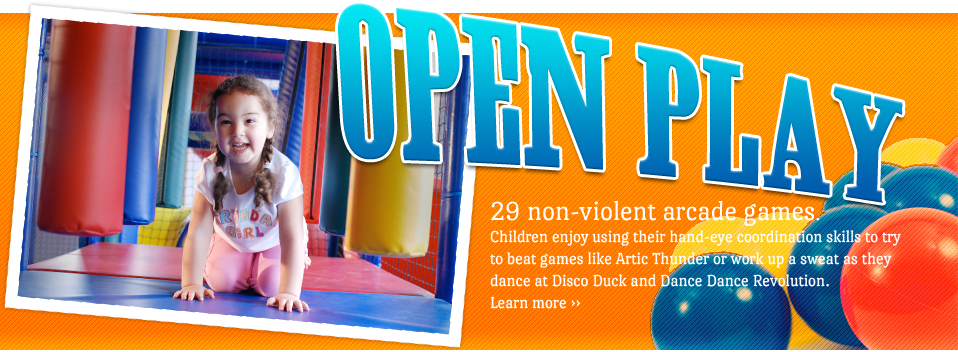 OPEN PLAY
29 non-violent arcade games.
Children enjoy using their hand-eye coordination skills to try
to beat games like Artic Thunder or work up a sweat as they
dance at Disco Duck and Dance Dance Revolution.
Learn more ››
GIRL